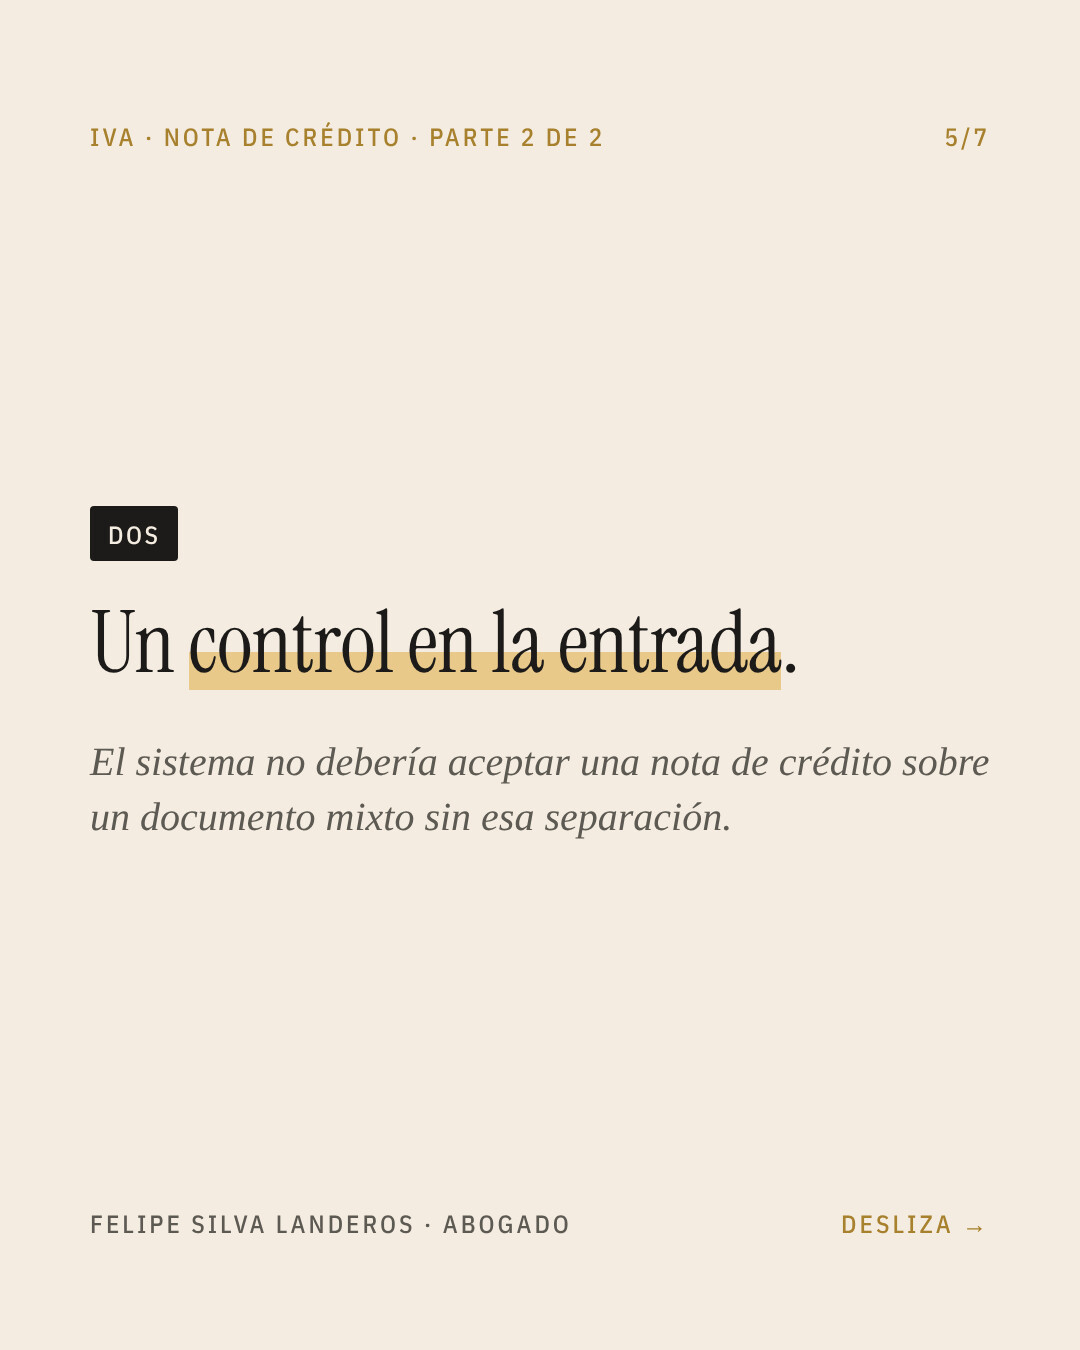 IVA · NOTA DE CRÉDITO · PARTE 2 DE 2
5/7
DOS
Un control en la entrada.
El sistema no debería aceptar una nota de crédito sobre
un documento mixto sin esa separación.
FELIPE SILVA LANDEROS · ABOGADO
DESLIZA →